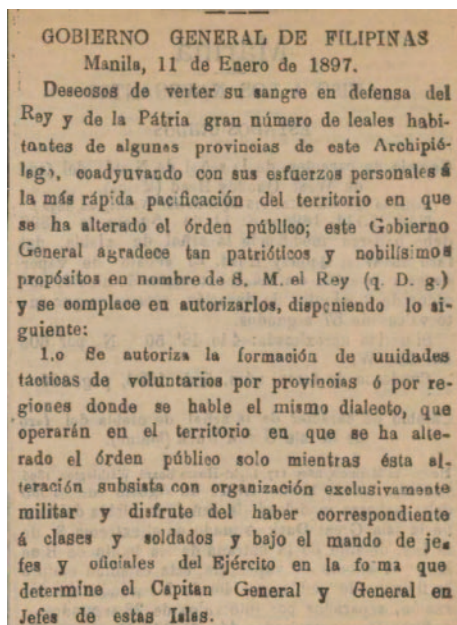 GOBIERNO GENERAL DE FILIPINAS
Manila, 11 de Enero de 1897.
Deseosos de verter su sangre en defensa del
Rey y de la Pátria gran número de leales habi-
tantes de algunas provincias de este Archipié-
lago, coadyuvando con sus esfuerzos personales á
la más rápida pacificación del territorio en que
se ha alterado el órden público; este Gobierno
General agradece tan patrióticos y nobilísimos
propósitos en nombre de S. M. el Rey (q. D. g.)
y se complace en autorizarlos, disponiendo lo si-
guiente:
1.o Se autoriza la formación de unidades
tácticas de voluntarios por provincias ó por re-
giones donde se hable el mismo dialecto, que
operarán en el territorio en que se ha alte-
rado el órden público solo mientras ésta al-
teración subsista con organización exclusivamente
militar y disfrute del haber correspondiente
á clases y soldados y bajo el mando de je-
fes y oficiales del Ejército en la fo ma que
determine el Capitan General y General en
Jefes de estas Islas.